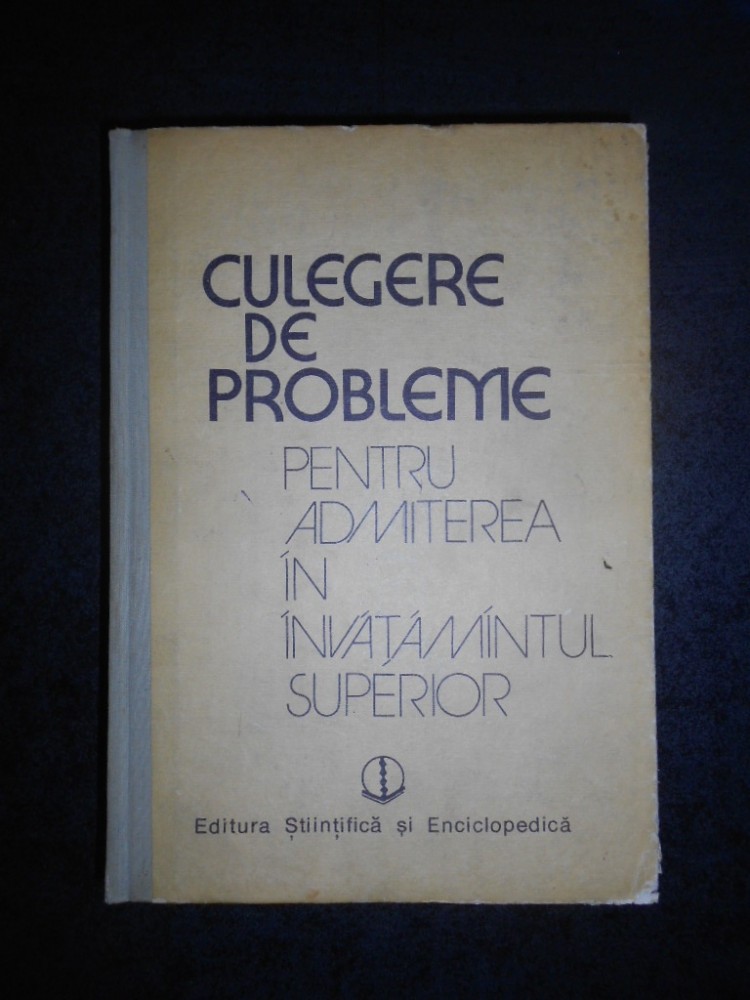 CULEGERE
DE
PROBLEME
PENTRU
ADMITEREA
ÎN
ÎNVĂȚĂMÎNTUL
SUPERIOR
Editura Științifică și Enciclopedică